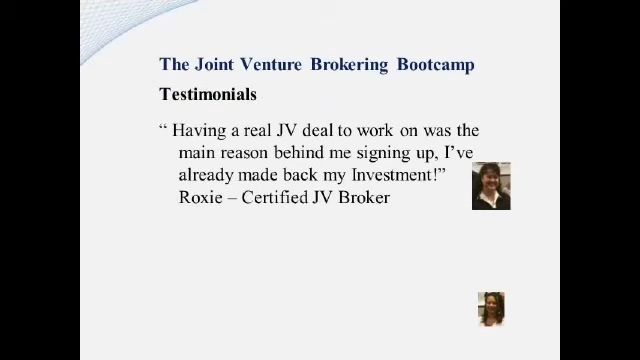 The Joint Venture Brokering Bootcamp
Testimonials
“ Having a real JV deal to work on was the
main reason behind me signing up, I’ve
already made back my Investment!”
Roxie – Certified JV Broker